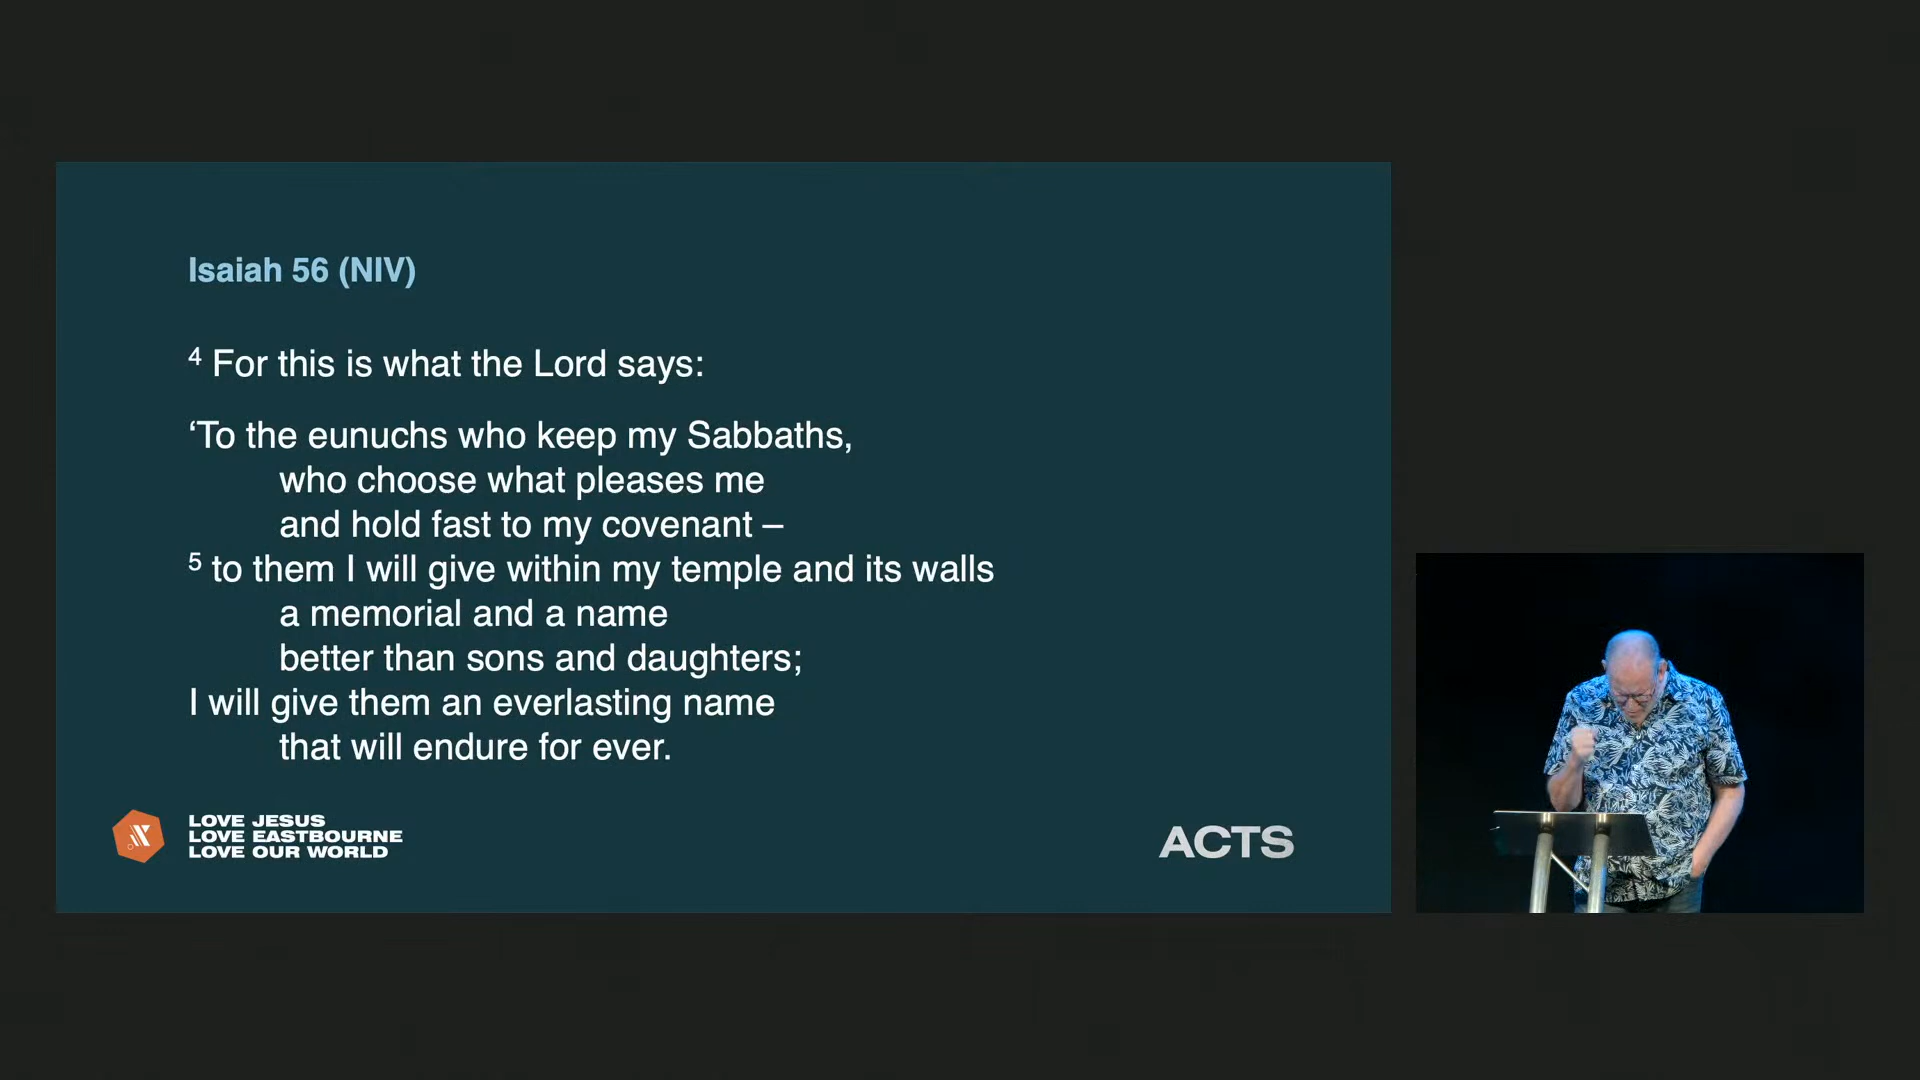 Isaiah 56 (NIV)
4 For this is what the Lord says:
‘To the eunuchs who keep my Sabbaths,
who choose what pleases me
and hold fast to my covenant –
5 to them I will give within my temple and its walls
a memorial and a name
better than sons and daughters;
I will give them an everlasting name
that will endure for ever.
LOVE JESUS
LOVE EASTBOURNE
LOVE OUR WORLD
ACTS